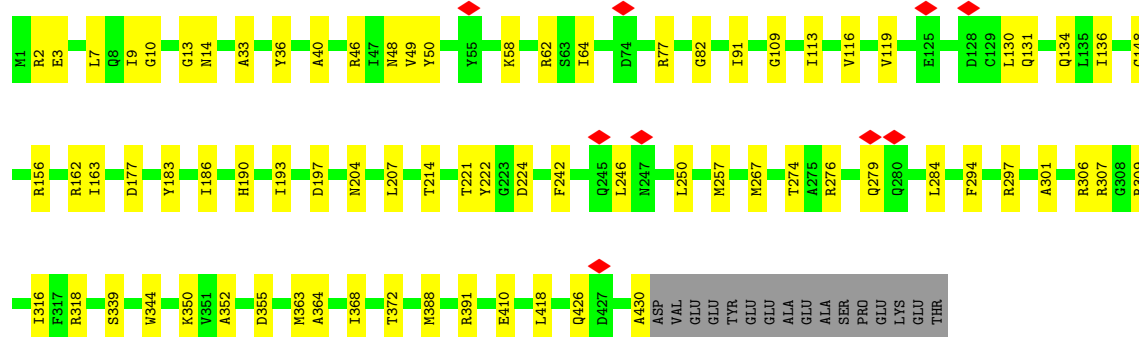 M1 R2 E3 L7 Q8 I9 G10 G13 N14 A33 Y36 A40 R46 I47 N48 V49 Y50 Y55 K58 R62 S63 I64 D74 R77 G82 I91 G109 I113 V116 V119 E125 D128 C129 L130 Q131 Q134 L135 I136
R156 R162 I163 D177 Y183 I186 H190 I193 D197 N204 L207 T214 T221 Y222 G223 D224 F242 Q245 L246 N247 L250 M257 M267 T274 A275 R276 Q279 Q280 L284 F294 R297 A301 R306 R307 G308
I316 F317 R318 S339 W344 K350 V351 A352 D355 M363 A364 I368 T372 M388 R391 E410 L418 Q426 D427 A430 ASP VAL GLU GLU TYR GLU GLU ALA GLU ALA SER PRO GLU LYS GLU THR